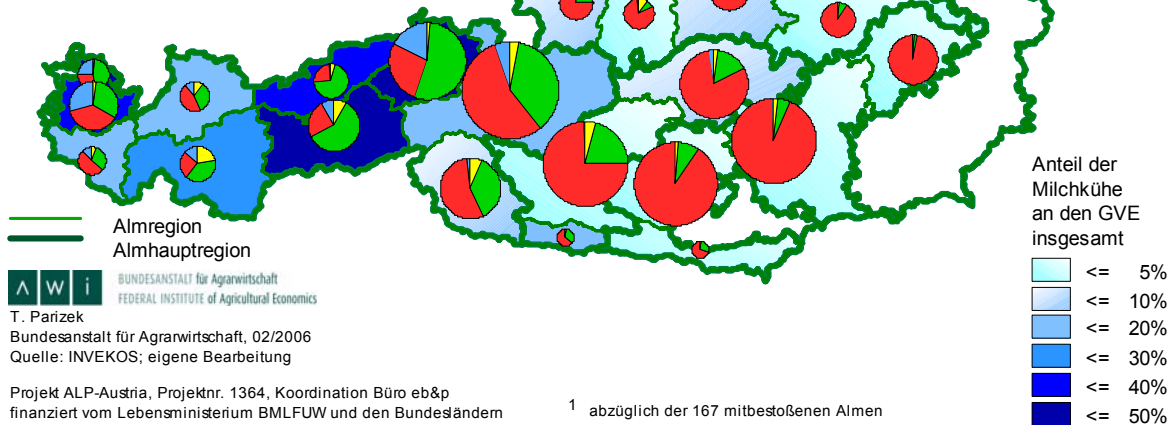 Anteil der
Milchkühe
an den GVE
insgesamt
<= 5%
<= 10%
<= 20%
<= 30%
<= 40%
<= 50%
Almregion
Almhauptregion
A W i
BUNDESANSTALT für Agrarwirtschaft
FEDERAL INSTITUTE of Agricultural Economics
T. Parizek
Bundesanstalt für Agrarwirtschaft, 02/2006
Quelle: INVEKOS; eigene Bearbeitung
Projekt ALP-Austria, Projektnr. 1364, Koordination Büro eb&p
finanziert vom Lebensministerium BMLFUW und den Bundesländern
1 abzüglich der 167 mitbestoßenen Almen